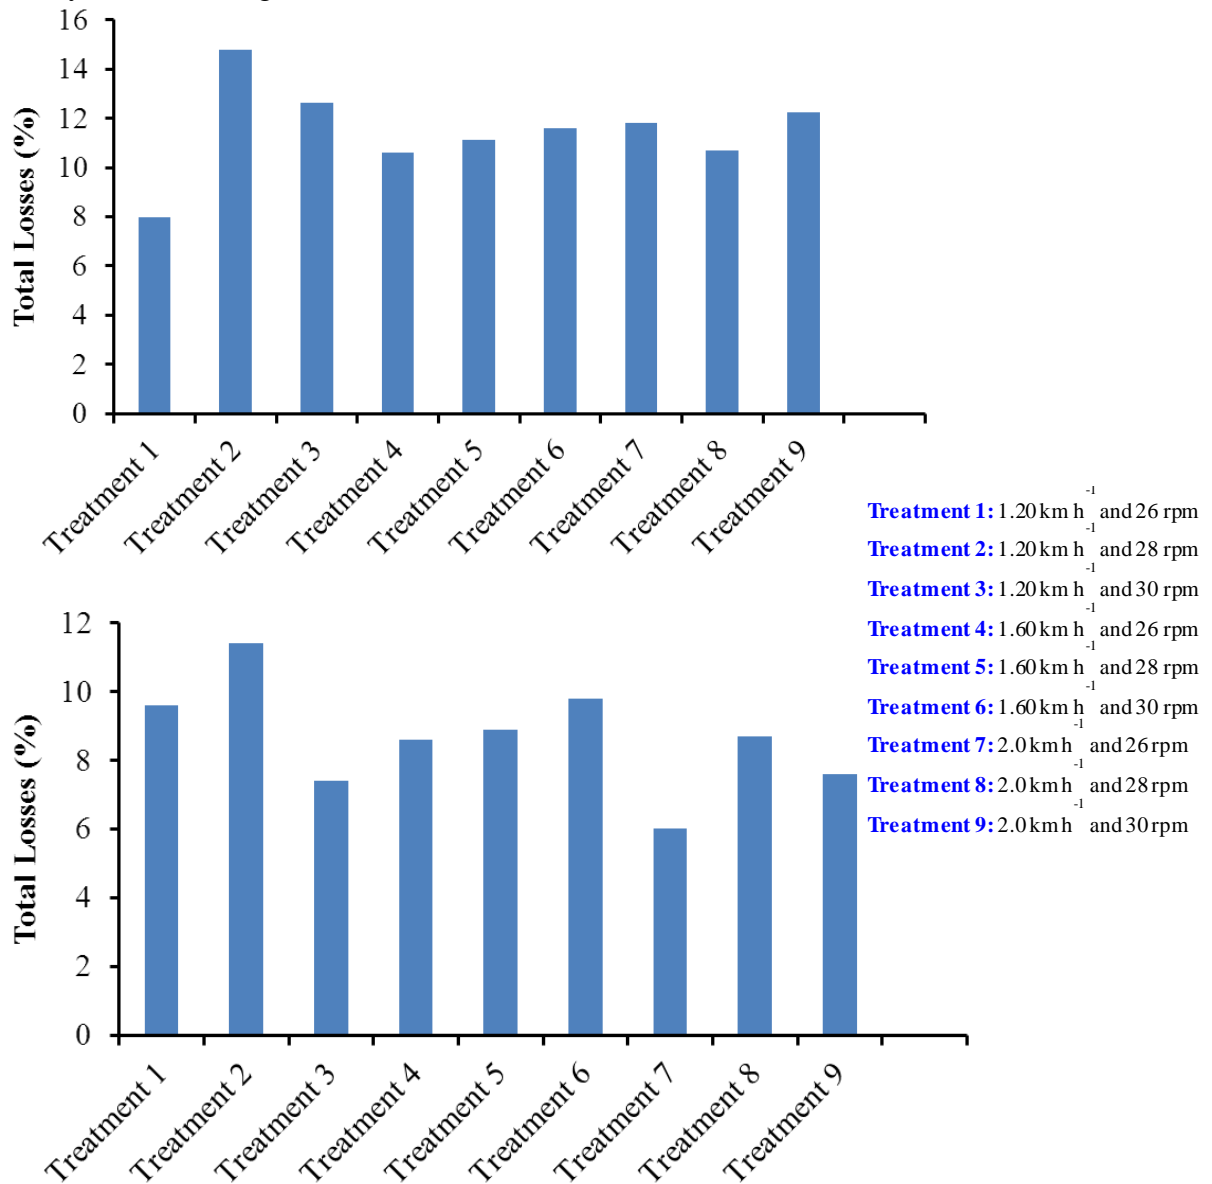 16
14
12
10
8
6
4
2
0
Total Losses (%)
Treatment 1
Treatment 2
Treatment 3
Treatment 4
Treatment 5
Treatment 6
Treatment 7
Treatment 8
Treatment 9
Treatment 1: 1.20 km h-1 and 26 rpm
Treatment 2: 1.20 km h-1 and 28 rpm
Treatment 3: 1.20 km h-1 and 30 rpm
Treatment 4: 1.60 km h-1 and 26 rpm
Treatment 5: 1.60 km h-1 and 28 rpm
Treatment 6: 1.60 km h-1 and 30 rpm
Treatment 7: 2.0 km h-1 and 26 rpm
Treatment 8: 2.0 km h-1 and 28 rpm
Treatment 9: 2.0 km h-1 and 30 rpm
12
10
8
6
4
2
0
Total Losses (%)
Treatment 1
Treatment 2
Treatment 3
Treatment 4
Treatment 5
Treatment 6
Treatment 7
Treatment 8
Treatment 9